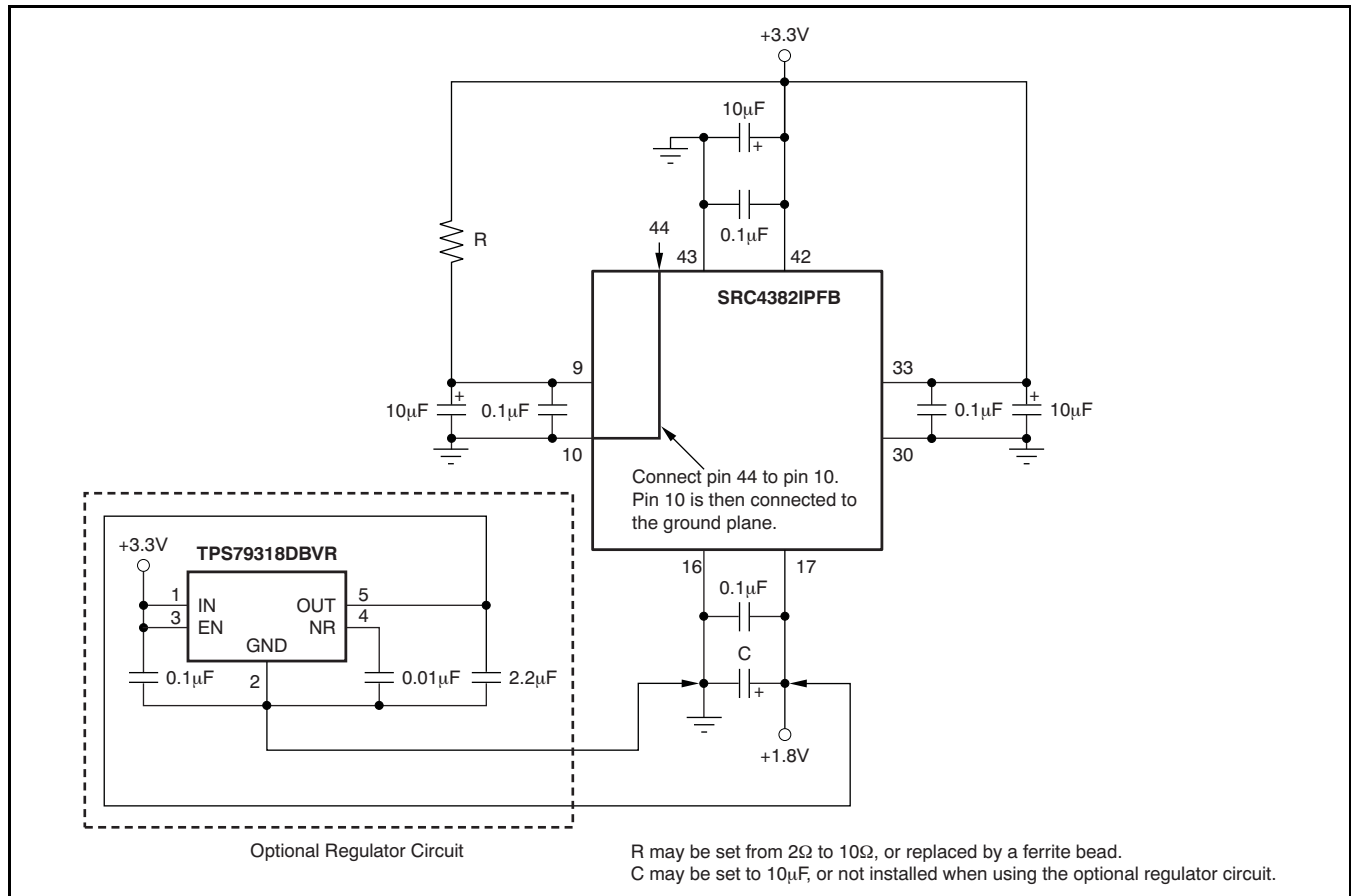 +3.3V
10μF
+
0.1μF
44
43
42
R
SRC4382IPFB
9
33
+
10μF
0.1μF
0.1μF
+
10μF
10
30
Connect pin 44 to pin 10.
Pin 10 is then connected to
the ground plane.
+3.3V
TPS79318DBVR
16
17
0.1μF
1
IN
OUT
5
3
EN
NR
4
GND
C
0.1μF
2
0.01μF
2.2μF
+
+1.8V
Optional Regulator Circuit
R may be set from 2Ω to 10Ω, or replaced by a ferrite bead.
C may be set to 10μF, or not installed when using the optional regulator circuit.